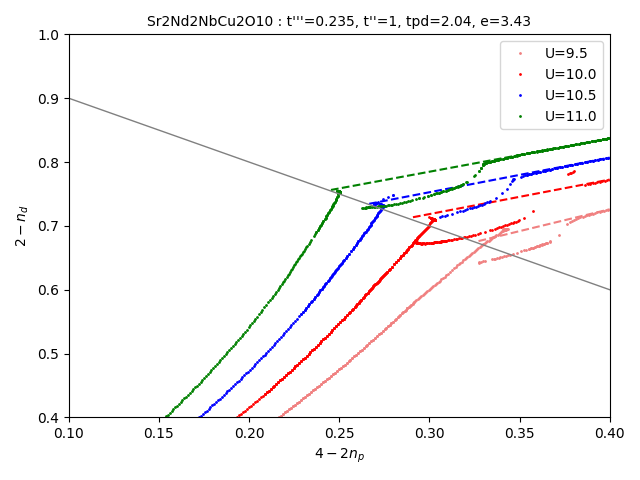 Sr2Nd2NbCu2O10 : t'''=0.235, t''=1, tpd=2.04, e=3.43
1.0
0.9
0.8
0.7
0.6
0.5
0.4
2 − n_d
U=9.5
U=10.0
U=10.5
U=11.0
0.10 0.15 0.20 0.25 0.30 0.35 0.40
4 − 2n_p